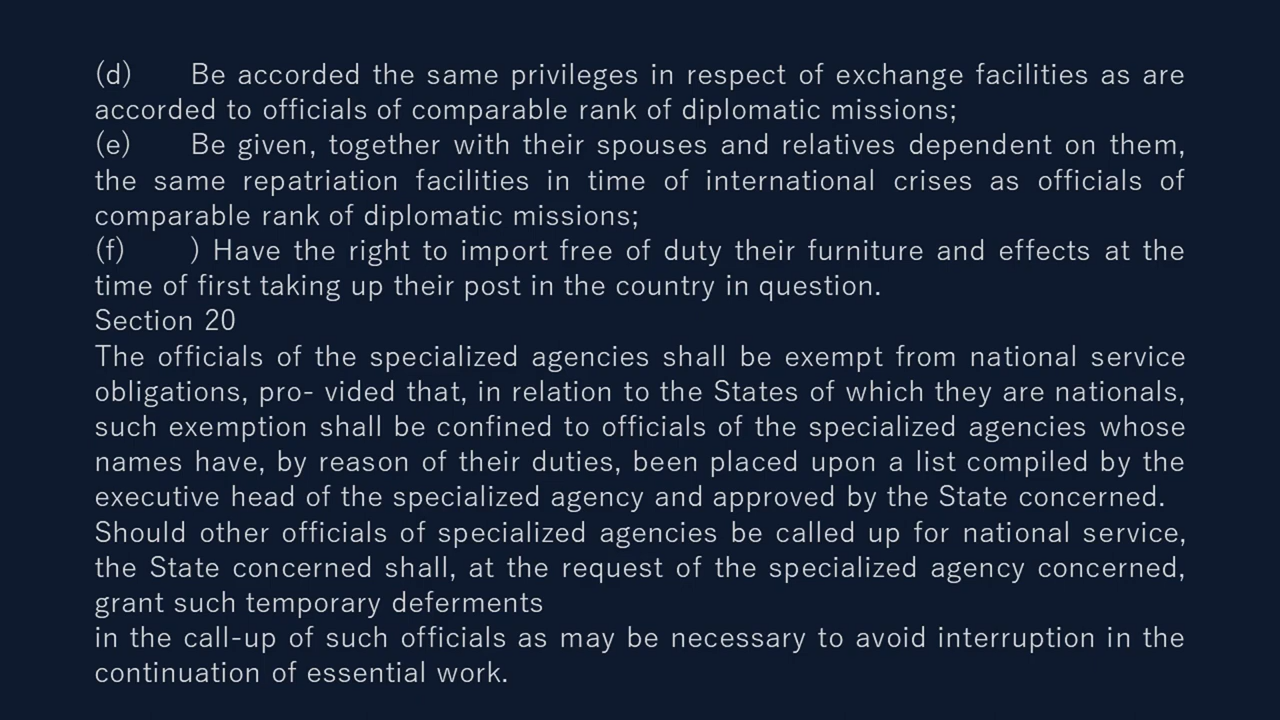 (d) Be accorded the same privileges in respect of exchange facilities as are
accorded to officials of comparable rank of diplomatic missions;
(e) Be given, together with their spouses and relatives dependent on them,
the same repatriation facilities in time of international crises as officials of
comparable rank of diplomatic missions;
(f) ) Have the right to import free of duty their furniture and effects at the
time of first taking up their post in the country in question.
Section 20
The officials of the specialized agencies shall be exempt from national service
obligations, pro- vided that, in relation to the States of which they are nationals,
such exemption shall be confined to officials of the specialized agencies whose
names have, by reason of their duties, been placed upon a list compiled by the
executive head of the specialized agency and approved by the State concerned.
Should other officials of specialized agencies be called up for national service,
the State concerned shall, at the request of the specialized agency concerned,
grant such temporary deferments
in the call-up of such officials as may be necessary to avoid interruption in the
continuation of essential work.